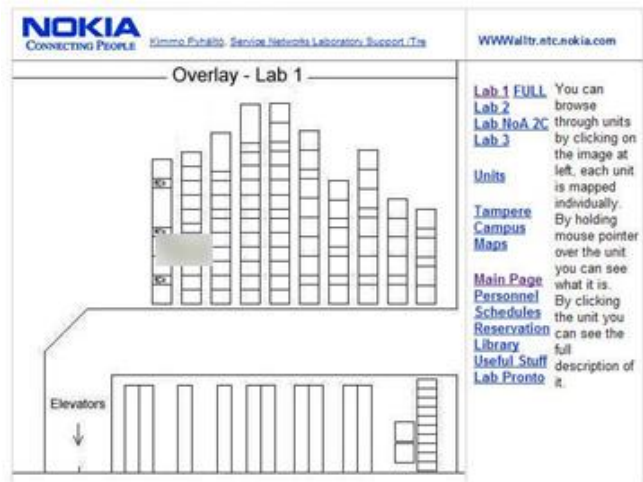 NOKIA
CONNECTING PEOPLE
Kimmo Pyhältö, Service Networks Laboratory Support /Tre
WWWalltr.ntc.nokia.com
Overlay - Lab 1
Lab 1 FULL
Lab 2
Lab NoA 2C
Lab 3
Units
Tampere
Campus
Maps
Main Page
Personnel
Schedules
Reservation
Library
Useful Stuff
Lab Pronto
You can
browse
through units
by clicking on
the image at
left, each unit
is mapped
individually.
By holding
mouse pointer
over the unit
you can see
what it is.
By clicking
the unit you
can see the
full
description of
it.
Elevators